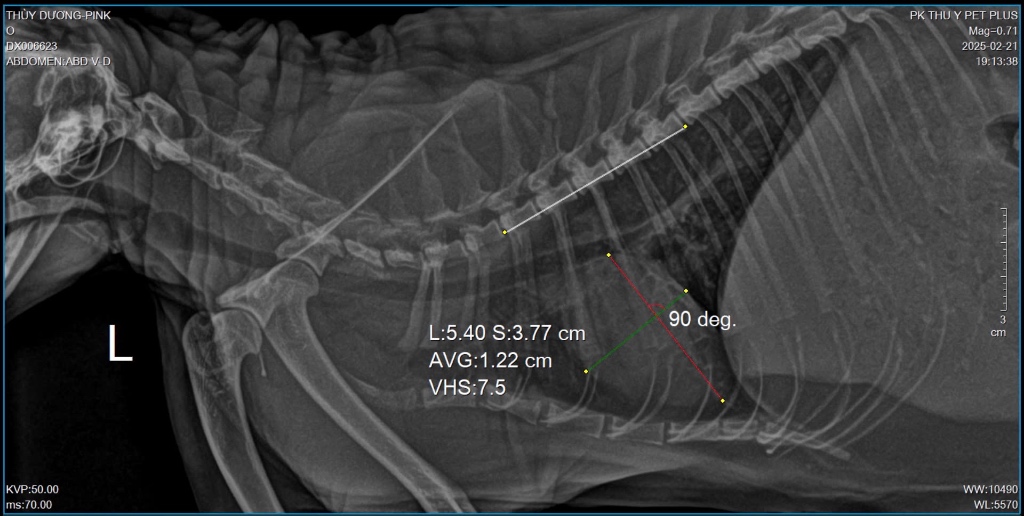 THÙY DƯƠNG-PINK
O
DX006623
ABDOMEN:ABD V-D
PK THU Y PET PLUS
Mag=0.71
2025-02-21
19:13:38
3
cm
90 deg.
L:5.40 S:3.77 cm
AVG:1.22 cm
VHS:7.5
L
KVP:50.00
ms:70.00
WW:10490
WL:5570